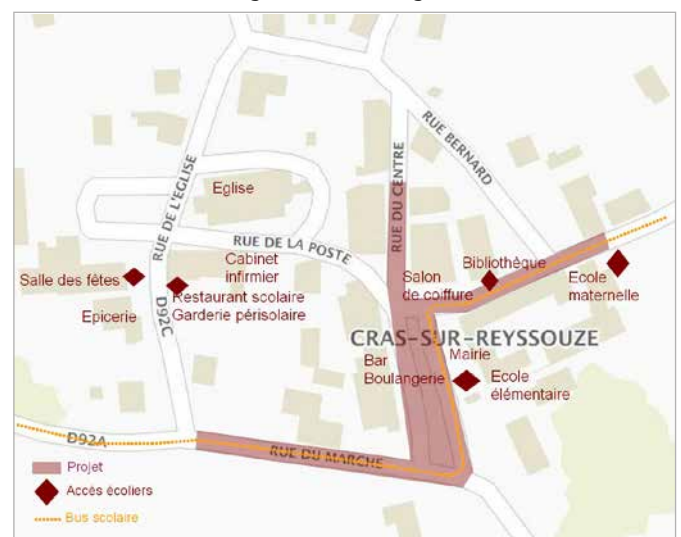 RUE DE L'EGLISE
RUE DU CENTRE
RUE BERNARD
Eglise
RUE DE LA POSTE
Cabinet
infirmier
Salle des fêtes
Restaurant scolaire
Garderie périsolaire
Epicerie
D92C
Bibliothèque
Salon
de coiffure
Ecole
maternelle
CRAS-SUR-REYSSOUZE
Bar
Boulangerie
Mairie
Ecole
élémentaire
D92A
RUE DU MARCHE
Projet
Accès écoliers
Bus scolaire